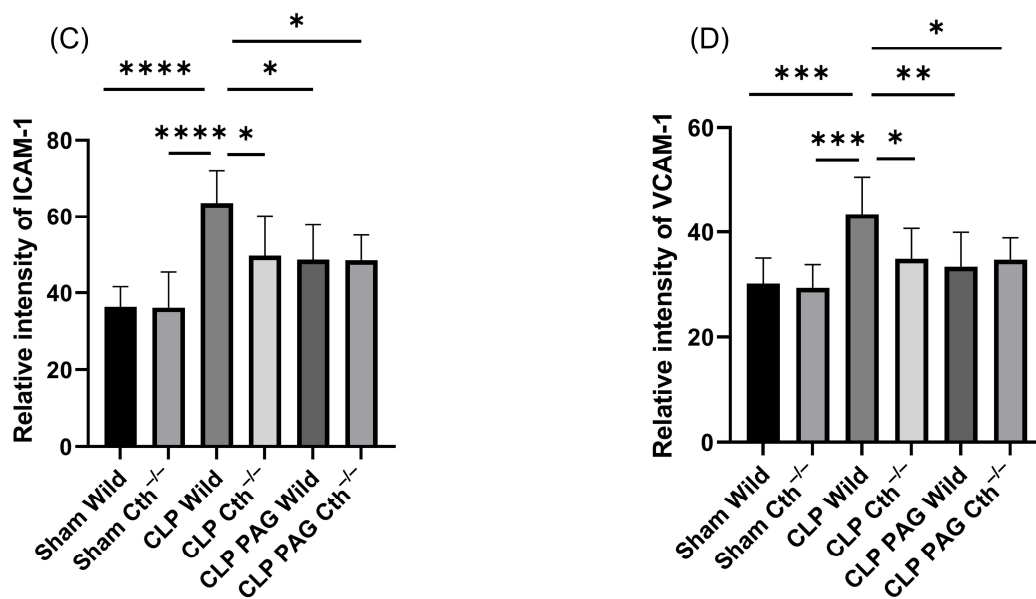 (C)
*
**** *
**** *
Relative intensity of ICAM-1
80
60
40
20
0
Sham Wild
Sham Cth⁻/⁻
CLP Wild
CLP Cth⁻/⁻
CLP PAG Wild
CLP PAG Cth⁻/⁻
(D)
*
*** **
*** *
Relative intensity of VCAM-1
60
40
20
0
Sham Wild
Sham Cth⁻/⁻
CLP Wild
CLP Cth⁻/⁻
CLP PAG Wild
CLP PAG Cth⁻/⁻